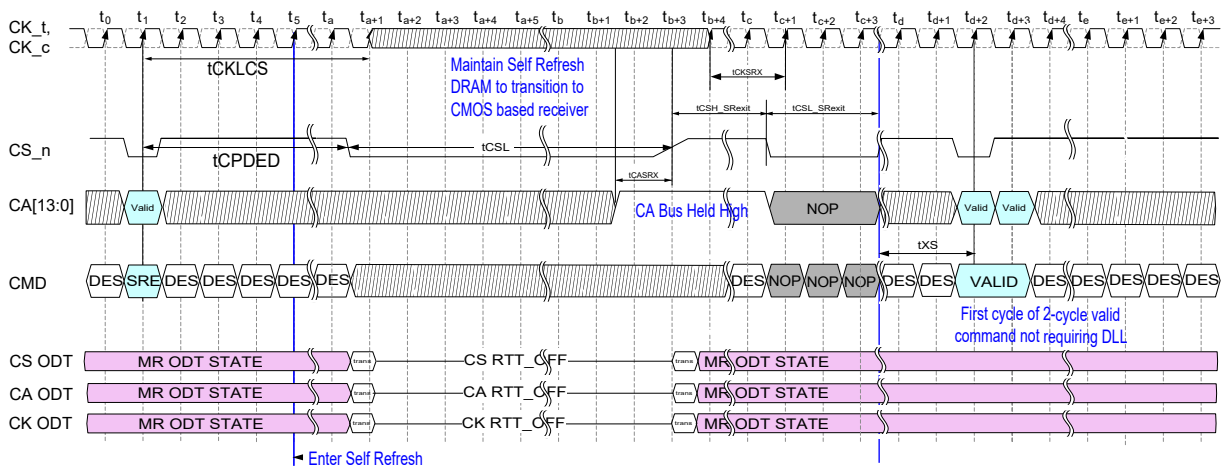 t0 t1 t2 t3 t4 t5 ta ta+1 ta+2 ta+3 ta+4 ta+5 tb tb+1 tb+2 tb+3 tb+4 tc tc+1 tc+2 tc+3 td td+1 td+2 td+3 td+4 te te+1 te+2 te+3
CK_t,
CK_c
tCKLCS
Maintain Self Refresh
DRAM to transition to
CMOS based receiver
tCKSRX
tCSH_SRexit tCSL_SRexit
CS_n
tCPDED tCSL
tCASRX
CA[13:0] Valid CA Bus Held High NOP Valid Valid
tXS
CMD DES SRE DES DES DES DES DES DES NOP NOP NOP DES DES VALID DES DES DES DES DES
First cycle of 2-cycle valid
command not requiring DLL
CS ODT MR ODT STATE trans CS RTT_OFF trans MR ODT STATE
CA ODT MR ODT STATE trans CA RTT_OFF trans MR ODT STATE
CK ODT MR ODT STATE trans CK RTT_OFF trans MR ODT STATE
Enter Self Refresh